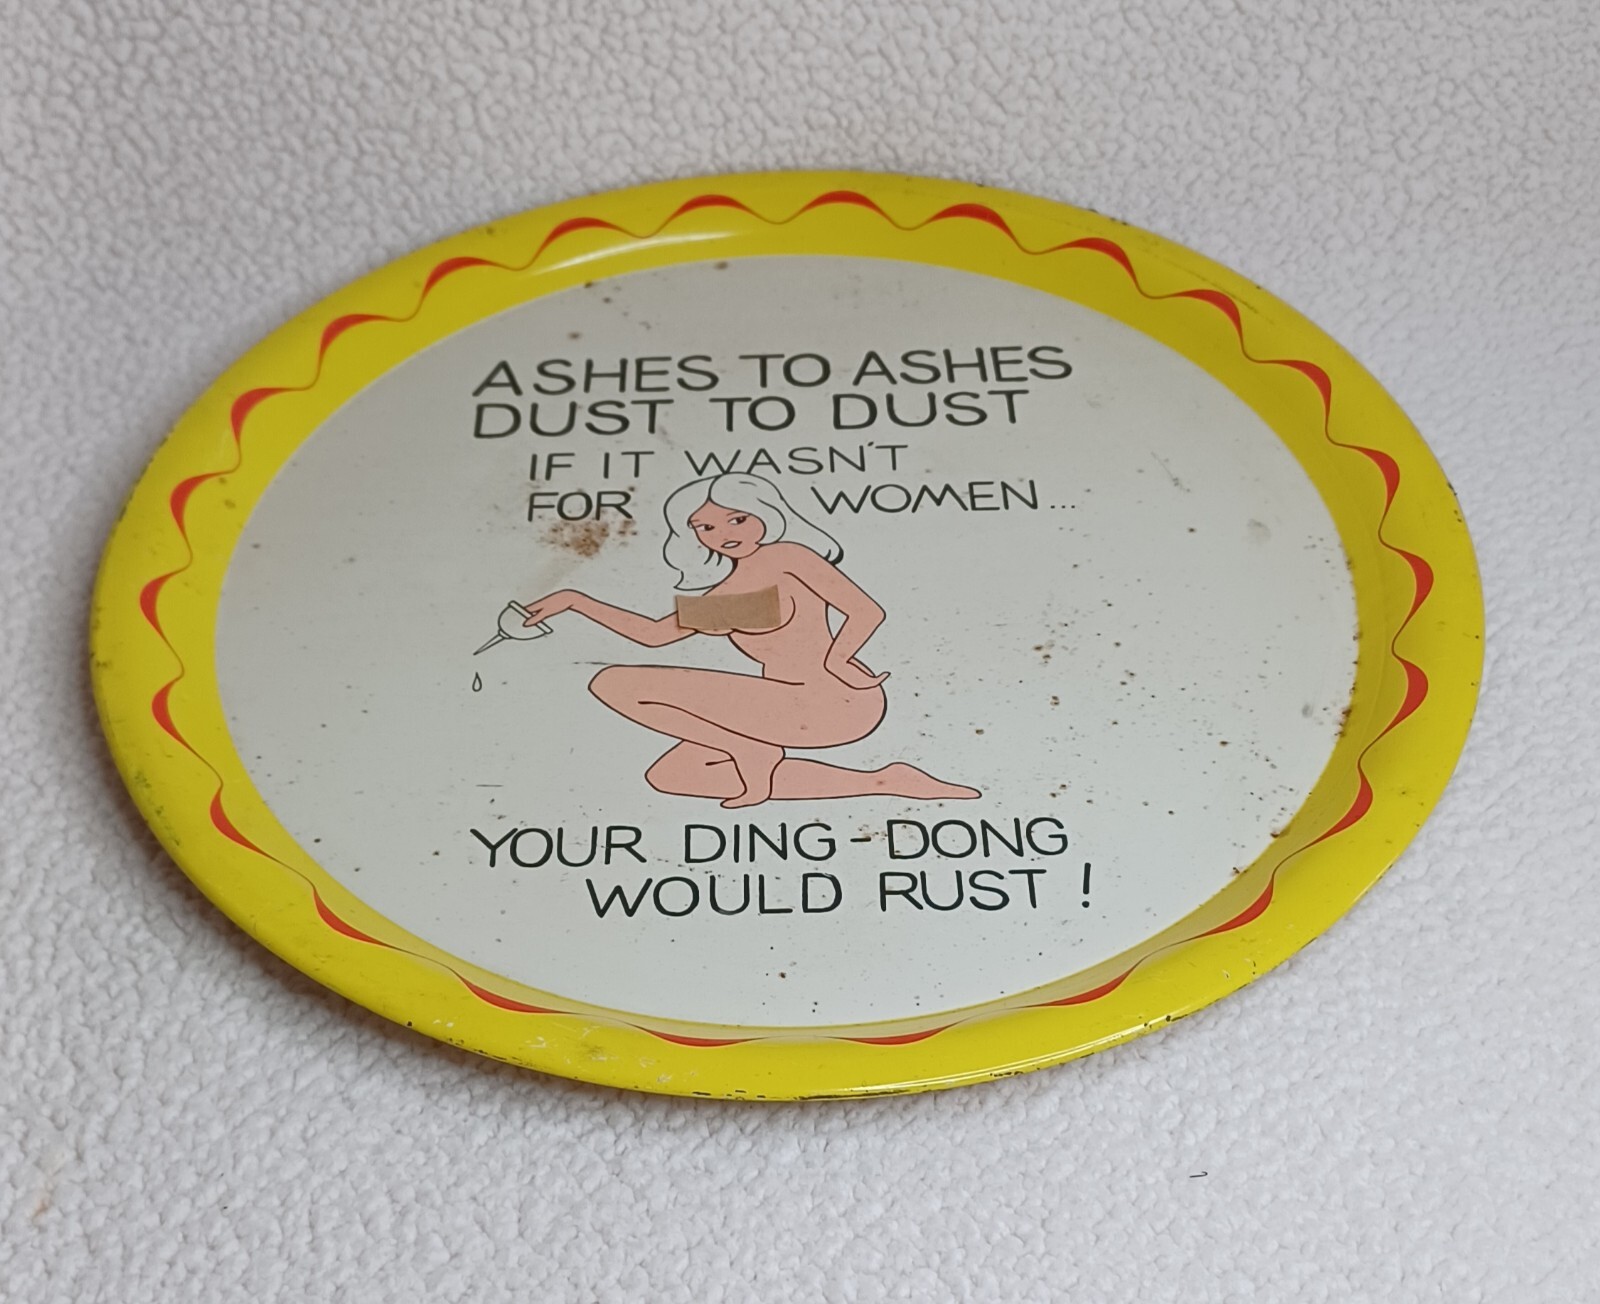 ASHES TO ASHES
DUST TO DUST
IF IT WASN'T
FOR WOMEN...
YOUR DING-DONG
WOULD RUST!